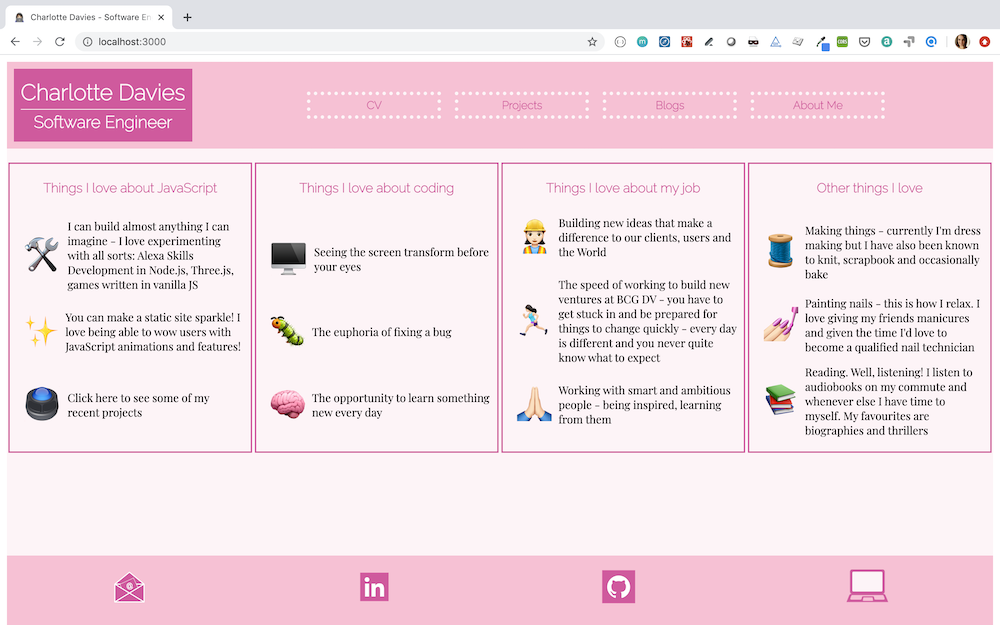 Charlotte Davies - Software En
localhost:3000
Charlotte Davies
Software Engineer
CV
Projects
Blogs
About Me
Things I love about JavaScript
I can build almost anything I can
imagine - I love experimenting
with all sorts: Alexa Skills
Development in Node.js, Three.js,
games written in vanilla JS
You can make a static site sparkle! I
love being able to wow users with
JavaScript animations and features!
Click here to see some of my
recent projects
Things I love about coding
Seeing the screen transform before
your eyes
The euphoria of fixing a bug
The opportunity to learn something
new every day
Things I love about my job
Building new ideas that make a
difference to our clients, users and
the World
The speed of working to build new
ventures at BCG DV - you have to
get stuck in and be prepared for
things to change quickly - every day
is different and you never quite
know what to expect
Working with smart and ambitious
people - being inspired, learning
from them
Other things I love
Making things - currently I'm dress
making but I have also been known
to knit, scrapbook and occasionally
bake
Painting nails - this is how I relax. I
love giving my friends manicures
and given the time I'd love to
become a qualified nail technician
Reading. Well, listening! I listen to
audiobooks on my commute and
whenever else I have time to
myself. My favourites are
biographies and thrillers
in